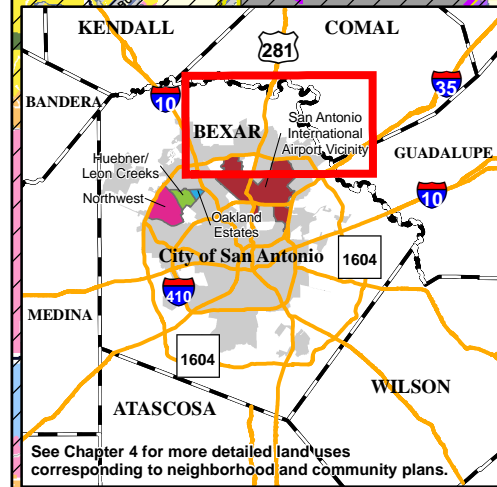 KENDALL
COMAL
281
BANDERA
10
35
BEXAR
San Antonio
International
Airport Vicinity
GUADALUPE
Huebner/
Leon Creeks
10
Northwest
Oakland
Estates
City of San Antonio
1604
410
MEDINA
1604
WILSON
ATASCOSA
See Chapter 4 for more detailed land uses
corresponding to neighborhood and community plans.